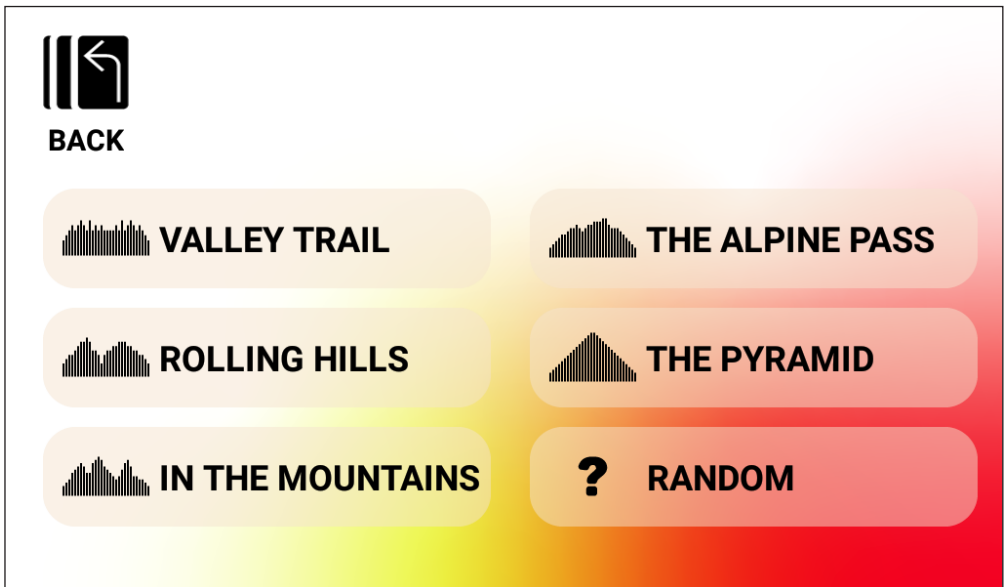 BACK
VALLEY TRAIL
THE ALPINE PASS
ROLLING HILLS
THE PYRAMID
IN THE MOUNTAINS
? RANDOM